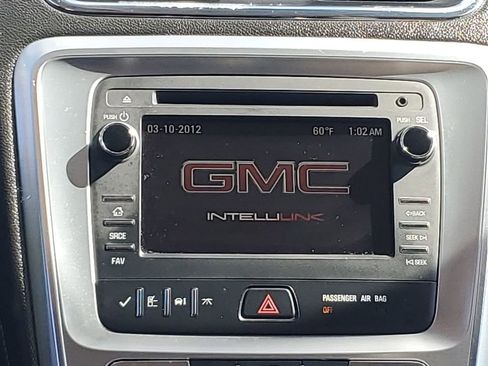 PUSH
PUSH SEL
03-10-2012 60°F 1:02 AM
GMC
INTELLILINK
SRCE
FAV
BACK
SEEK
SEEK
PASSENGER AIR BAG
OFF